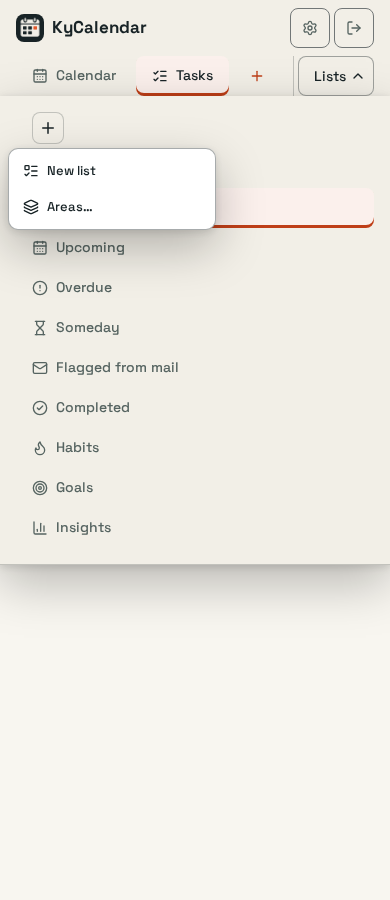 KyCalendar
Calendar
Tasks
Lists
New list
Areas…
Upcoming
Overdue
Someday
Flagged from mail
Completed
Habits
Goals
Insights